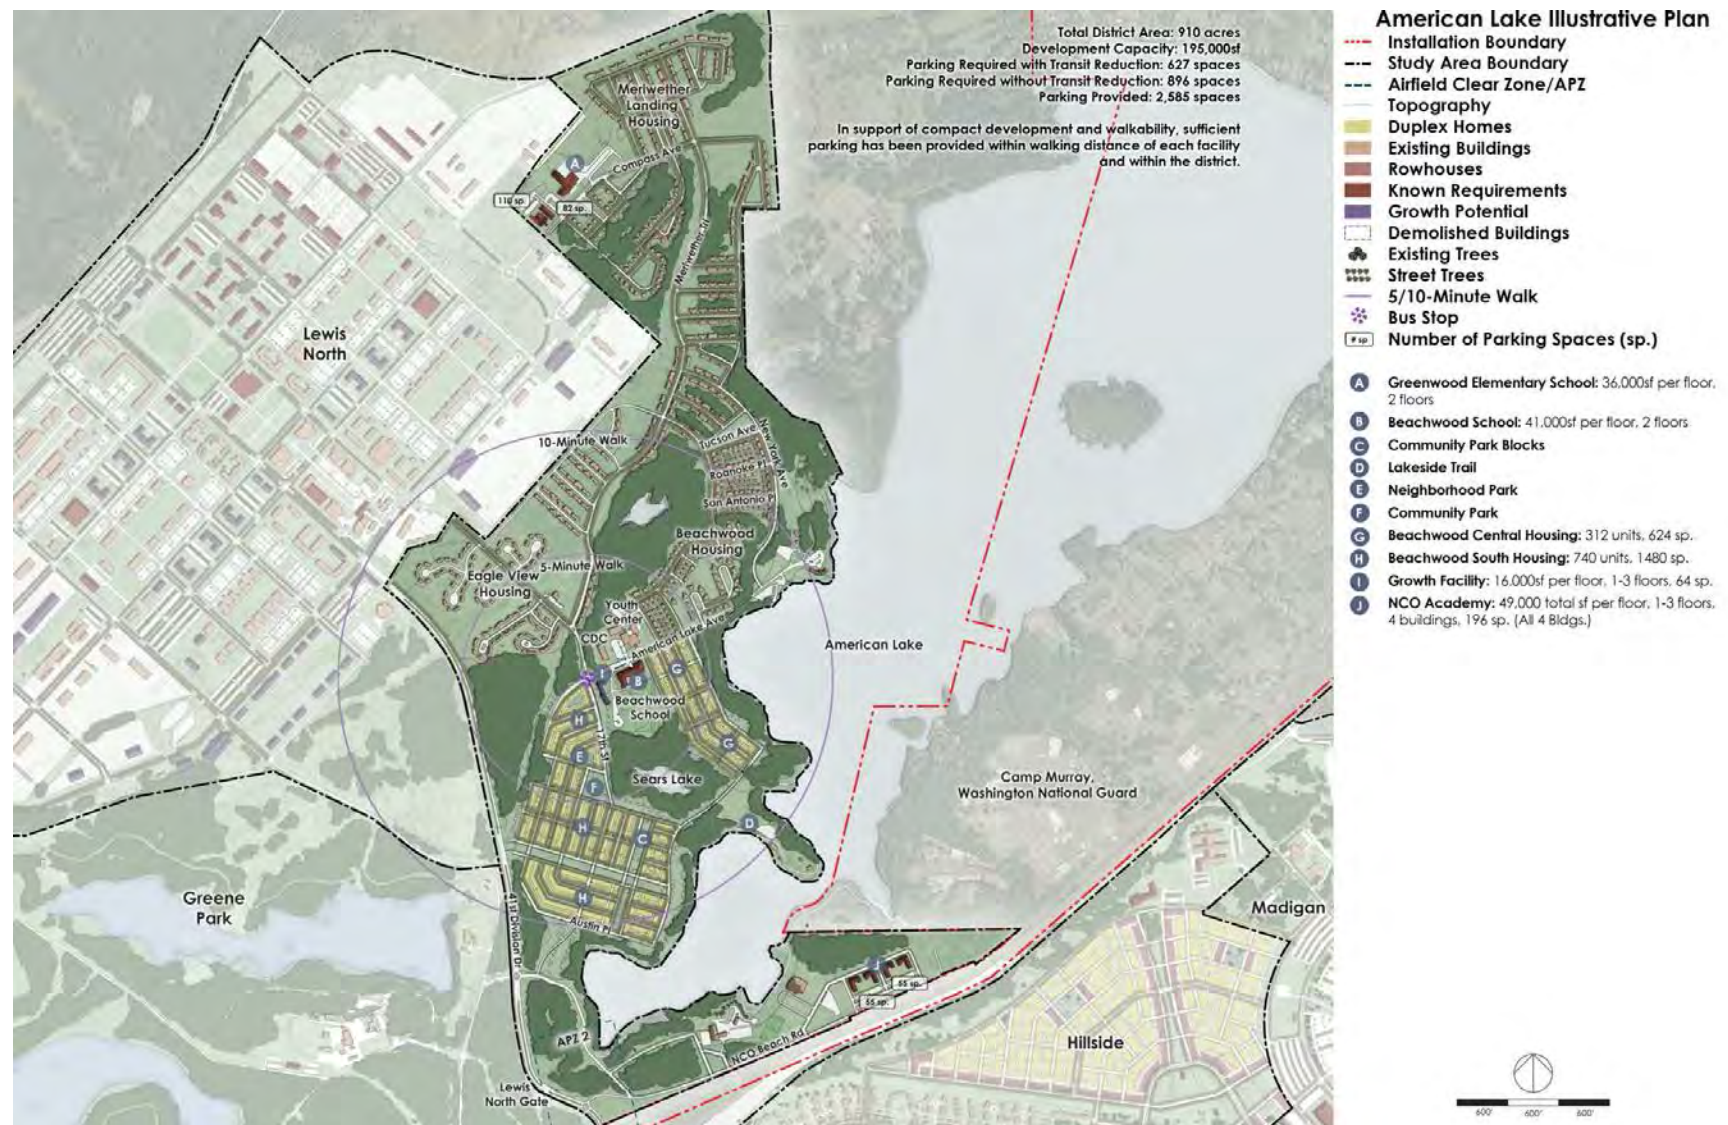 Total District Area: 910 acres
Development Capacity: 195,000sf
Parking Required with Transit Reduction: 627 spaces
Parking Required without Transit Reduction: 896 spaces
Parking Provided: 2,585 spaces
In support of compact development and walkability, sufficient
parking has been provided within walking distance of each facility
and within the district.
American Lake Illustrative Plan
Installation Boundary
Study Area Boundary
Airfield Clear Zone/APZ
Topography
Duplex Homes
Existing Buildings
Rowhouses
Known Requirements
Growth Potential
Demolished Buildings
Existing Trees
Street Trees
5/10-Minute Walk
Bus Stop
# sp
Number of Parking Spaces (sp.)
A Greenwood Elementary School: 36,000sf per floor,
2 floors
B Beachwood School: 41,000sf per floor, 2 floors
C Community Park Blocks
D Lakeside Trail
E Neighborhood Park
F Community Park
G Beachwood Central Housing: 312 units, 624 sp.
H Beachwood South Housing: 740 units, 1480 sp.
I Growth Facility: 16,000sf per floor, 1-3 floors, 64 sp.
J NCO Academy: 49,000 total sf per floor, 1-3 floors,
4 buildings, 196 sp. (All 4 Bldgs.)
Meriwether
Landing
Housing
Compass Ave
A
110 sp.
82 sp.
Meriwether Trl
Lewis
North
10-Minute Walk
Tucson Ave
New York Ave
Roanoke Pl
San Antonio Pl
Beachwood
Housing
5-Minute Walk
Eagle View
Housing
Youth
Center
CDC
American Lake Ave
I
B
G
Beachwood
School
H
17th St
G
E
Sears Lake
F
H
C
D
H
Austin Pl
American Lake
Camp Murray,
Washington National Guard
Greene
Park
41st Division Dr
Madigan
J
55 sp.
55 sp.
NCO Beach Rd
APZ 2
Hillside
Lewis
North Gate
600'
600'
600'